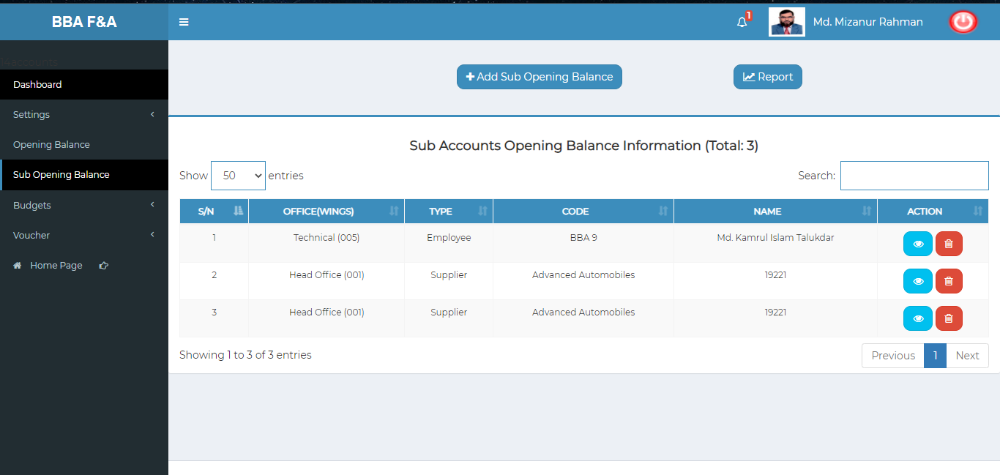 BBA F&A
1
Md. Mizanur Rahman
accounts
Dashboard
Settings
Opening Balance
Sub Opening Balance
Budgets
Voucher
Home Page
Add Sub Opening Balance
Report
Sub Accounts Opening Balance Information (Total: 3)
Show 50 entries
Search:
S/N OFFICE(WINGS) TYPE CODE NAME ACTION
1 Technical (005) Employee BBA 9 Md. Kamrul Islam Talukdar
2 Head Office (001) Supplier Advanced Automobiles 19221
3 Head Office (001) Supplier Advanced Automobiles 19221
Showing 1 to 3 of 3 entries
Previous 1 Next